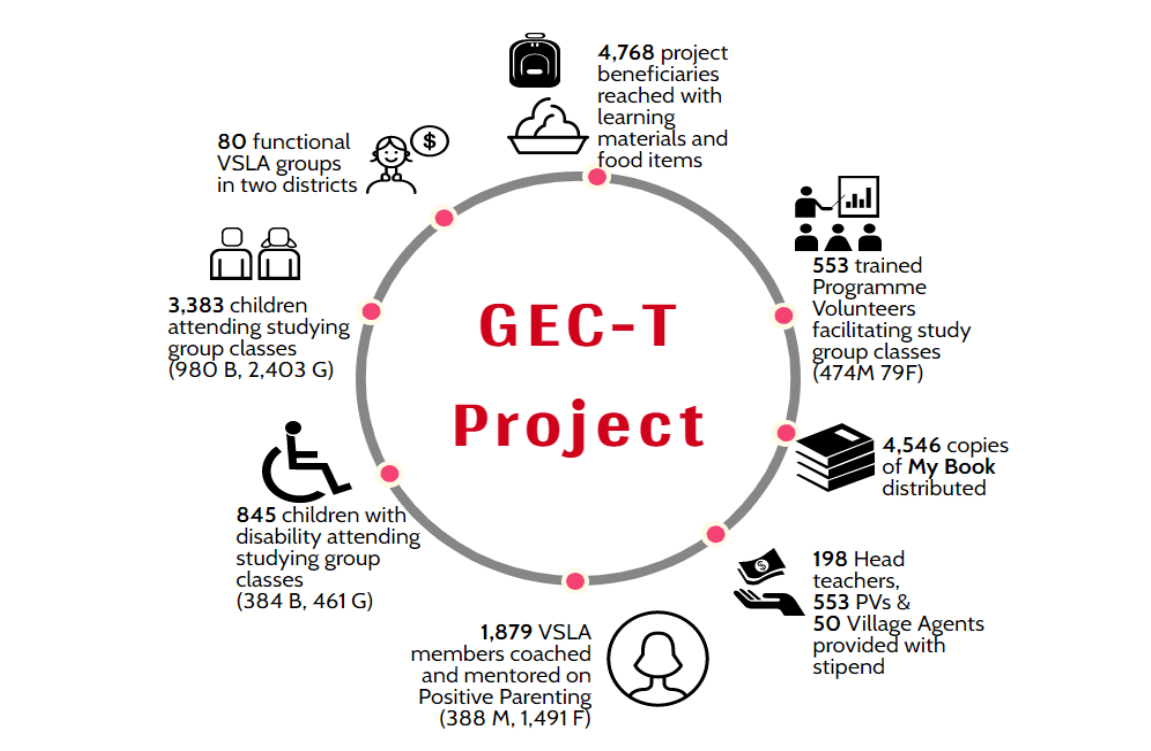 4,768 project
beneficiaries
reached with
learning
materials and
food items
80 functional
VSLA groups
in two districts
$
553 trained
Programme
Volunteers
facilitating study
group classes
(474M 79F)
3,383 children
attending studying
group classes
(980 B, 2,403 G)
GEC-T
Project
4,546 copies
of My Book
distributed
845 children with
disability attending
studying group
classes
(384 B, 461 G)
$
198 Head
teachers,
553 PVs &
50 Village Agents
provided with
stipend
1,879 VSLA
members coached
and mentored on
Positive Parenting
(388 M, 1,491 F)